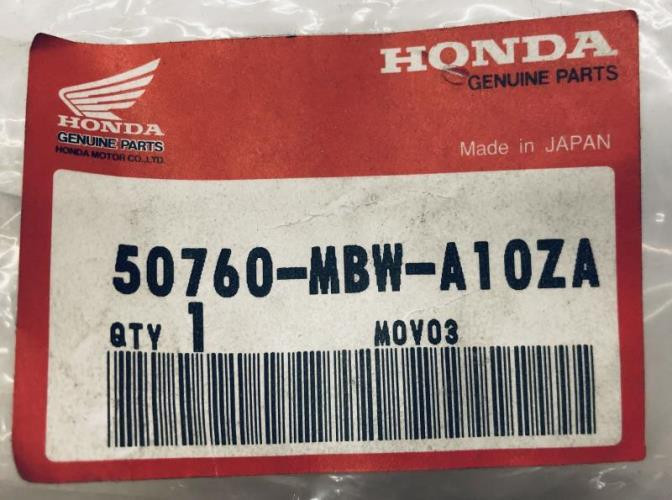 HONDA
GENUINE PARTS
HONDA
GENUINE PARTS
HONDA MOTOR CO., LTD.
Made in JAPAN
50760-MBW-A10ZA
QTY 1 MOV03